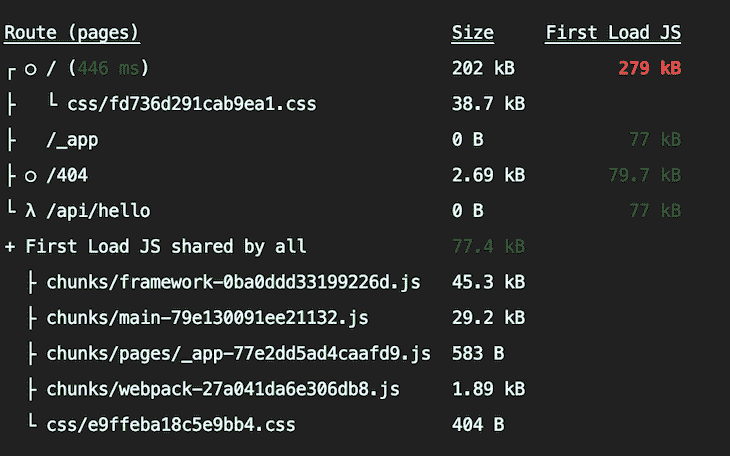 Route (pages) Size First Load JS
┌ ○ / (446 ms) 202 kB 279 kB
├ └ css/fd736d291cab9ea1.css 38.7 kB
├ /_app 0 B 77 kB
├ ○ /404 2.69 kB 79.7 kB
└ λ /api/hello 0 B 77 kB
+ First Load JS shared by all 77.4 kB
├ chunks/framework-0ba0ddd33199226d.js 45.3 kB
├ chunks/main-79e130091ee21132.js 29.2 kB
├ chunks/pages/_app-77e2dd5ad4caafd9.js 583 B
├ chunks/webpack-27a041da6e306db8.js 1.89 kB
└ css/e9ffeba18c5e9bb4.css 404 B